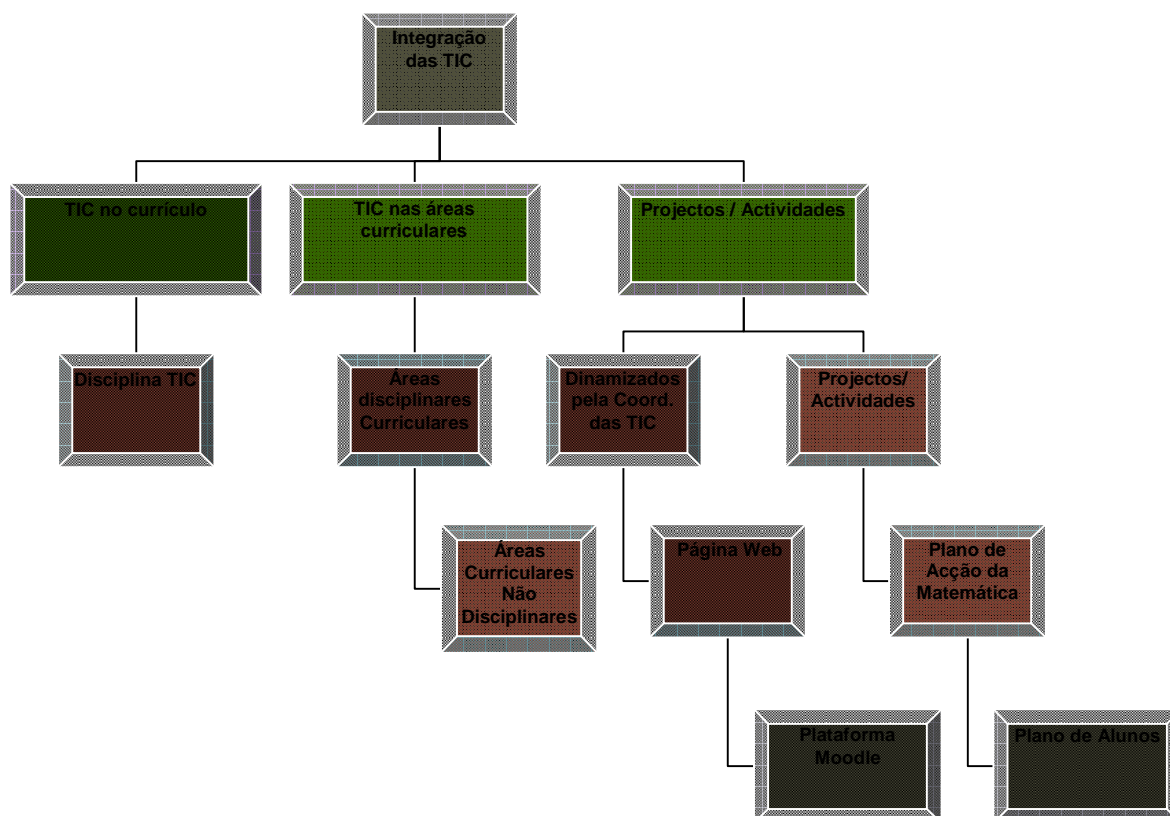 Integração
das TIC
TIC no currículo
TIC nas áreas
curriculares
Projectos / Actividades
Disciplina TIC
Áreas
disciplinares
Curriculares
Dinamizados
pela Coord.
das TIC
Projectos/
Actividades
Áreas
Curriculares
Não
Disciplinares
Página Web
Plano de
Acção da
Matemática
Plataforma
Moodle
Plano de Alunos